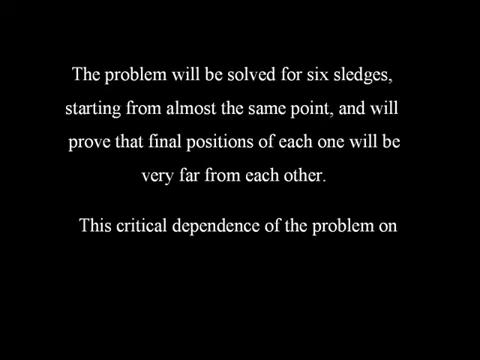 The problem will be solved for six sledges,
starting from almost the same point, and will
prove that final positions of each one will be
very far from each other.
This critical dependence of the problem on